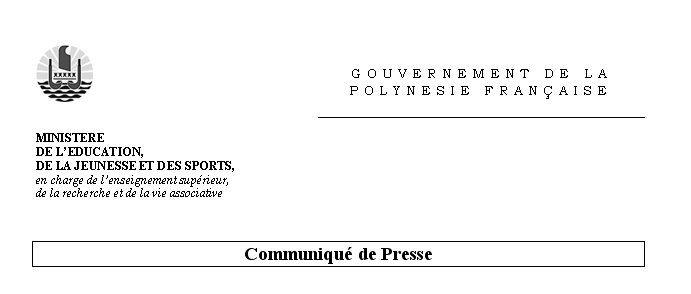 GOUVERNEMENT DE LA
POLYNESIE FRANÇAISE
MINISTERE
DE L'EDUCATION,
DE LA JEUNESSE ET DES SPORTS,
en charge de l'enseignement supérieur,
de la recherche et de la vie associative
Communiqué de Presse